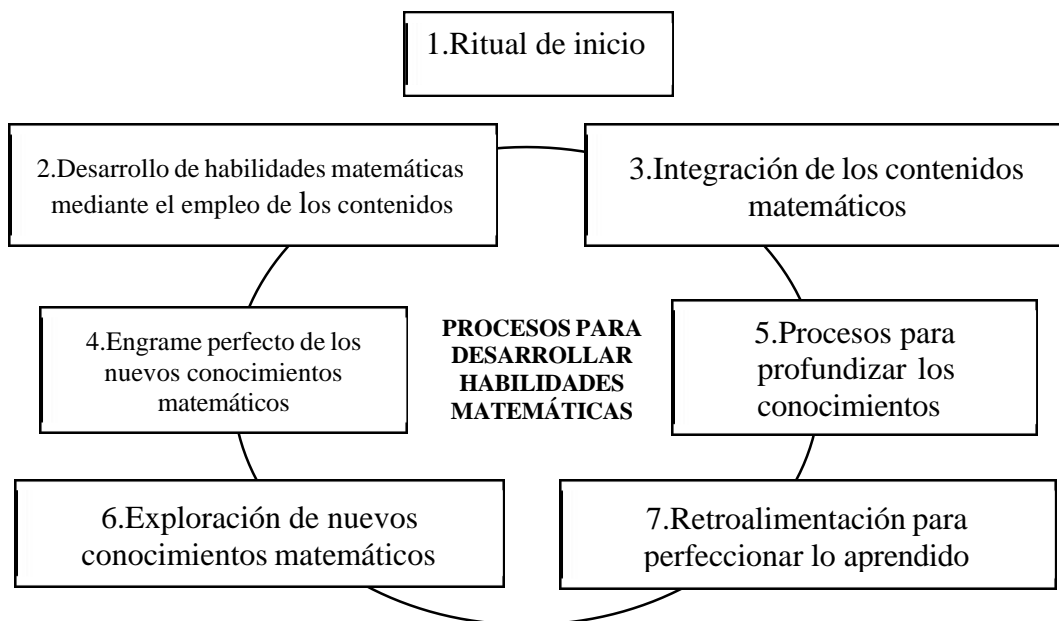 1.Ritual de inicio
2.Desarrollo de habilidades matemáticas
mediante el empleo de los contenidos
3.Integración de los contenidos
matemáticos
4.Engrame perfecto de los
nuevos conocimientos
matemáticos
PROCESOS PARA
DESARROLLAR
HABILIDADES
MATEMÁTICAS
5.Procesos para
profundizar los
conocimientos
6.Exploración de nuevos
conocimientos matemáticos
7.Retroalimentación para
perfeccionar lo aprendido